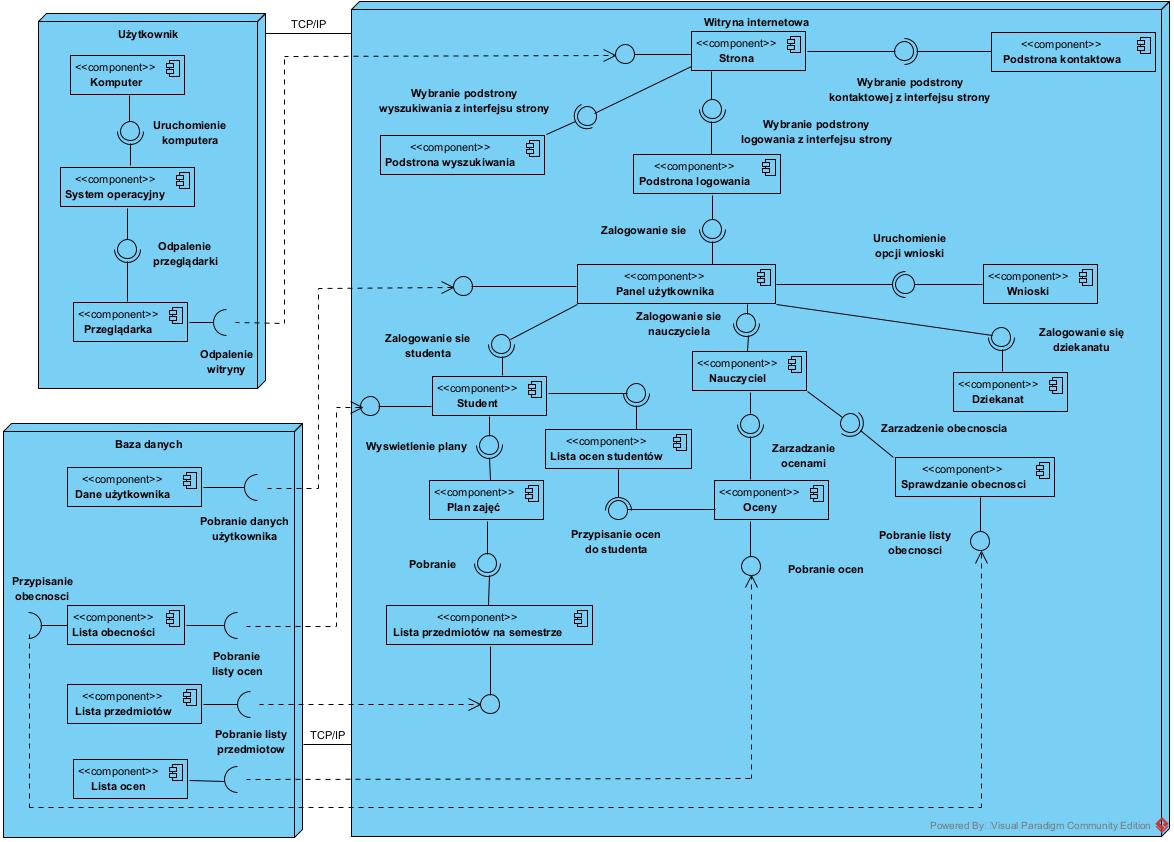 Użytkownik
<<component>>
Komputer
Uruchomienie
komputera
<<component>>
System operacyjny
Odpalenie
przeglądarki
<<component>>
Przeglądarka
Odpalenie
witryny
TCP/IP
Witryna internetowa
<<component>>
Strona
<<component>>
Podstrona kontaktowa
Wybranie podstrony
kontaktowej z interfejsu strony
Wybranie podstrony
wyszukiwania z interfejsu strony
<<component>>
Podstrona wyszukiwania
Wybranie podstrony
logowania z interfejsu strony
<<component>>
Podstrona logowania
Zalogowanie sie
<<component>>
Panel użytkownika
Uruchomienie
opcji wnioski
<<component>>
Wnioski
Zalogowanie sie
studenta
Zalogowanie sie
nauczyciela
Zalogowanie się
dziekanatu
<<component>>
Student
<<component>>
Nauczyciel
<<component>>
Dziekanat
Wyswietlenie plany
<<component>>
Lista ocen studentów
Zarzadzanie
ocenami
Zarzadzenie obecnoscia
<<component>>
Sprawdzanie obecnosci
<<component>>
Plan zajęć
<<component>>
Oceny
Przypisanie ocen
do studenta
Pobranie listy
obecnosci
Pobranie
Pobranie ocen
<<component>>
Lista przedmiotów na semestrze
Baza danych
<<component>>
Dane użytkownika
Pobranie danych
użytkownika
Przypisanie
obecnosci
<<component>>
Lista obecności
Pobranie
listy ocen
<<component>>
Lista przedmiotów
Pobranie listy
przedmiotow
<<component>>
Lista ocen
TCP/IP
Powered By Visual Paradigm Community Edition